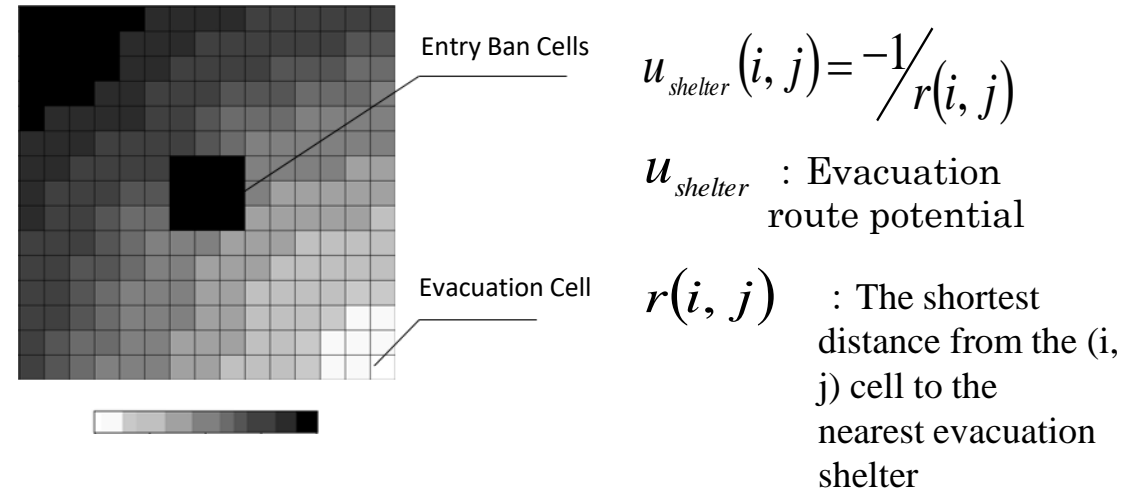 Entry Ban Cells
Evacuation Cell
u_shelter (i, j) = −1/r(i, j)
u_shelter : Evacuation
route potential
r(i, j) : The shortest
distance from the (i,
j) cell to the
nearest evacuation
shelter